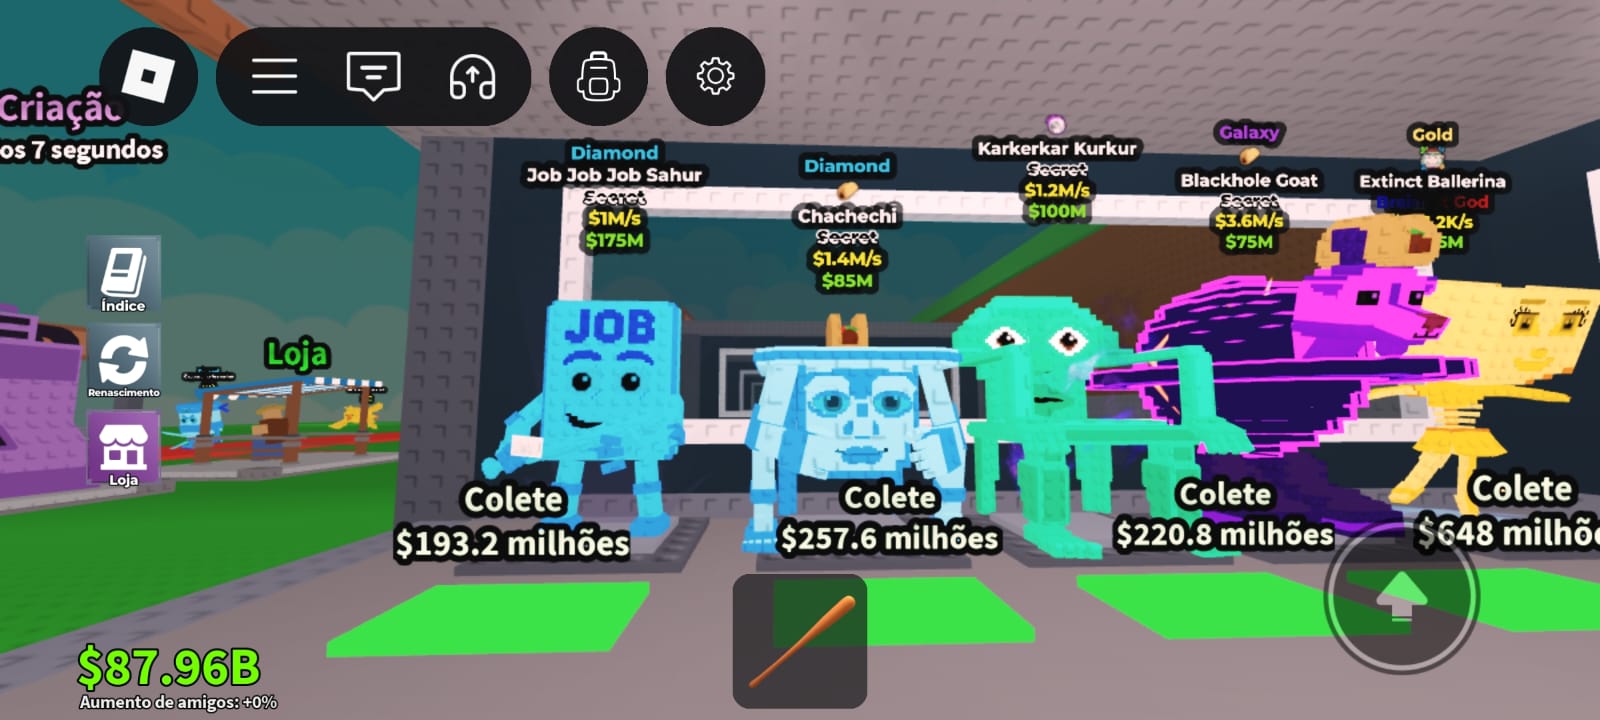 Criação
os 7 segundos
Índice
Renascimento
Loja
Loja
Diamond
Job Job Job Sahur
Secret
$1M/s
$175M
JOB
Diamond
Chachechi
Secret
$1.4M/s
$85M
Karkerkar Kurkur
Secret
$1.2M/s
$100M
Galaxy
Blackhole Goat
Secret
$3.6M/s
$75M
Gold
Extinct Ballerina
God
.2K/s
5M
Colete
$193.2 milhões
Colete
$257.6 milhões
Colete
$220.8 milhões
Colete
$648 milhõe
$87.96B
Aumento de amigos: +0%